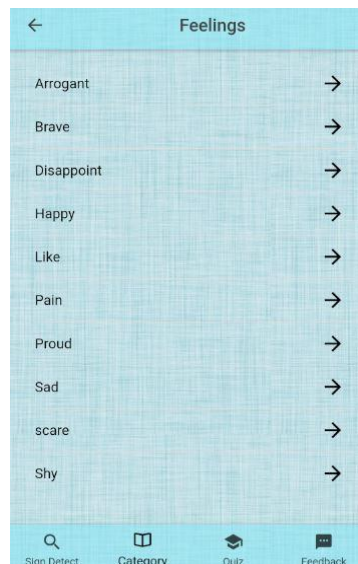 Feelings
Arrogant
Brave
Disappoint
Happy
Like
Pain
Proud
Sad
scare
Shy
Sign Detect Category Quiz Feedback